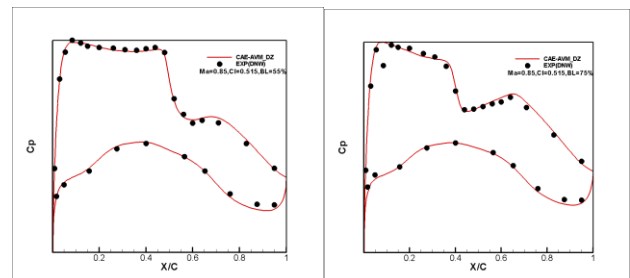 CAE-AVM_DZ
EXP(DNW)
Ma=0.85,Cl=0.515,BL=55%
Cp
0.2 0.4 0.6 0.8 1
X/C
CAE-AVM_DZ
EXP(DNW)
Ma=0.85,Cl=0.515,BL=75%
Cp
0.2 0.4 0.6 0.8 1
X/C